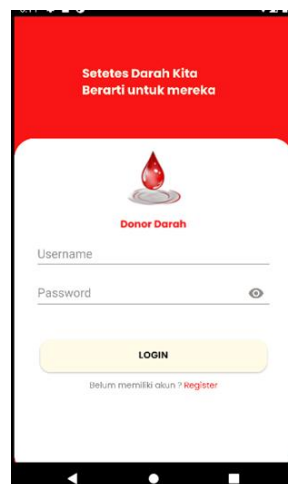 Setetes Darah Kita
Berarti untuk mereka
Donor Darah
Username
Password
LOGIN
Belum memiliki akun ? Register